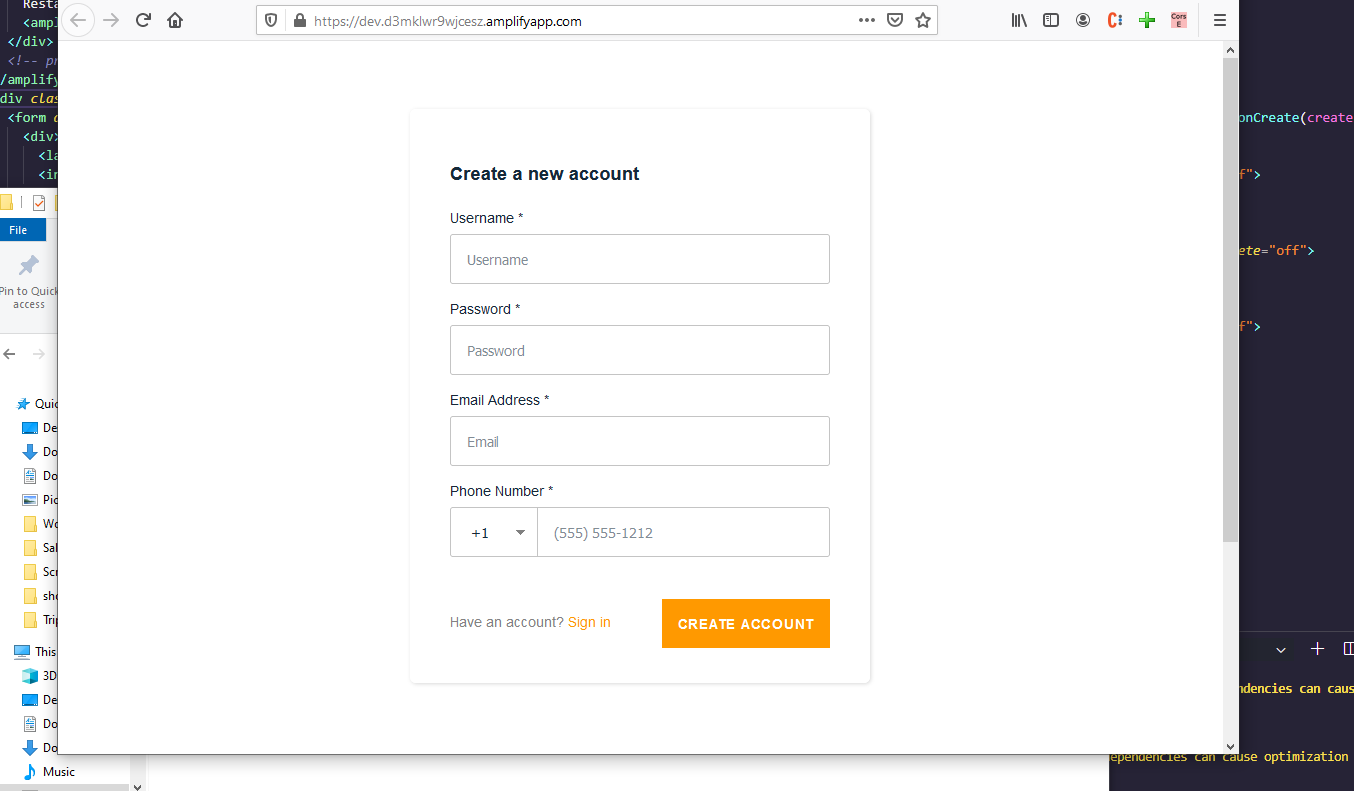 Resta
<ampl
</div>
<!-- pr
/amplify
div clas
<form
<div>
<la
<in
File
Pin to Quick
access
Quic
De
Do
Do
Pic
Wo
Sal
Scr
sho
Trip
This
3D
De
Do
Do
Music
https://dev.d3mklwr9wjcesz.amplifyapp.com
Cors
E
Create a new account
Username *
Username
Password *
Password
Email Address *
Email
Phone Number *
+1
(555) 555-1212
Have an account? Sign in
CREATE ACCOUNT
onCreate(create
f">
ete="off">
f">
ndencies can caus
ependencies can cause optimization